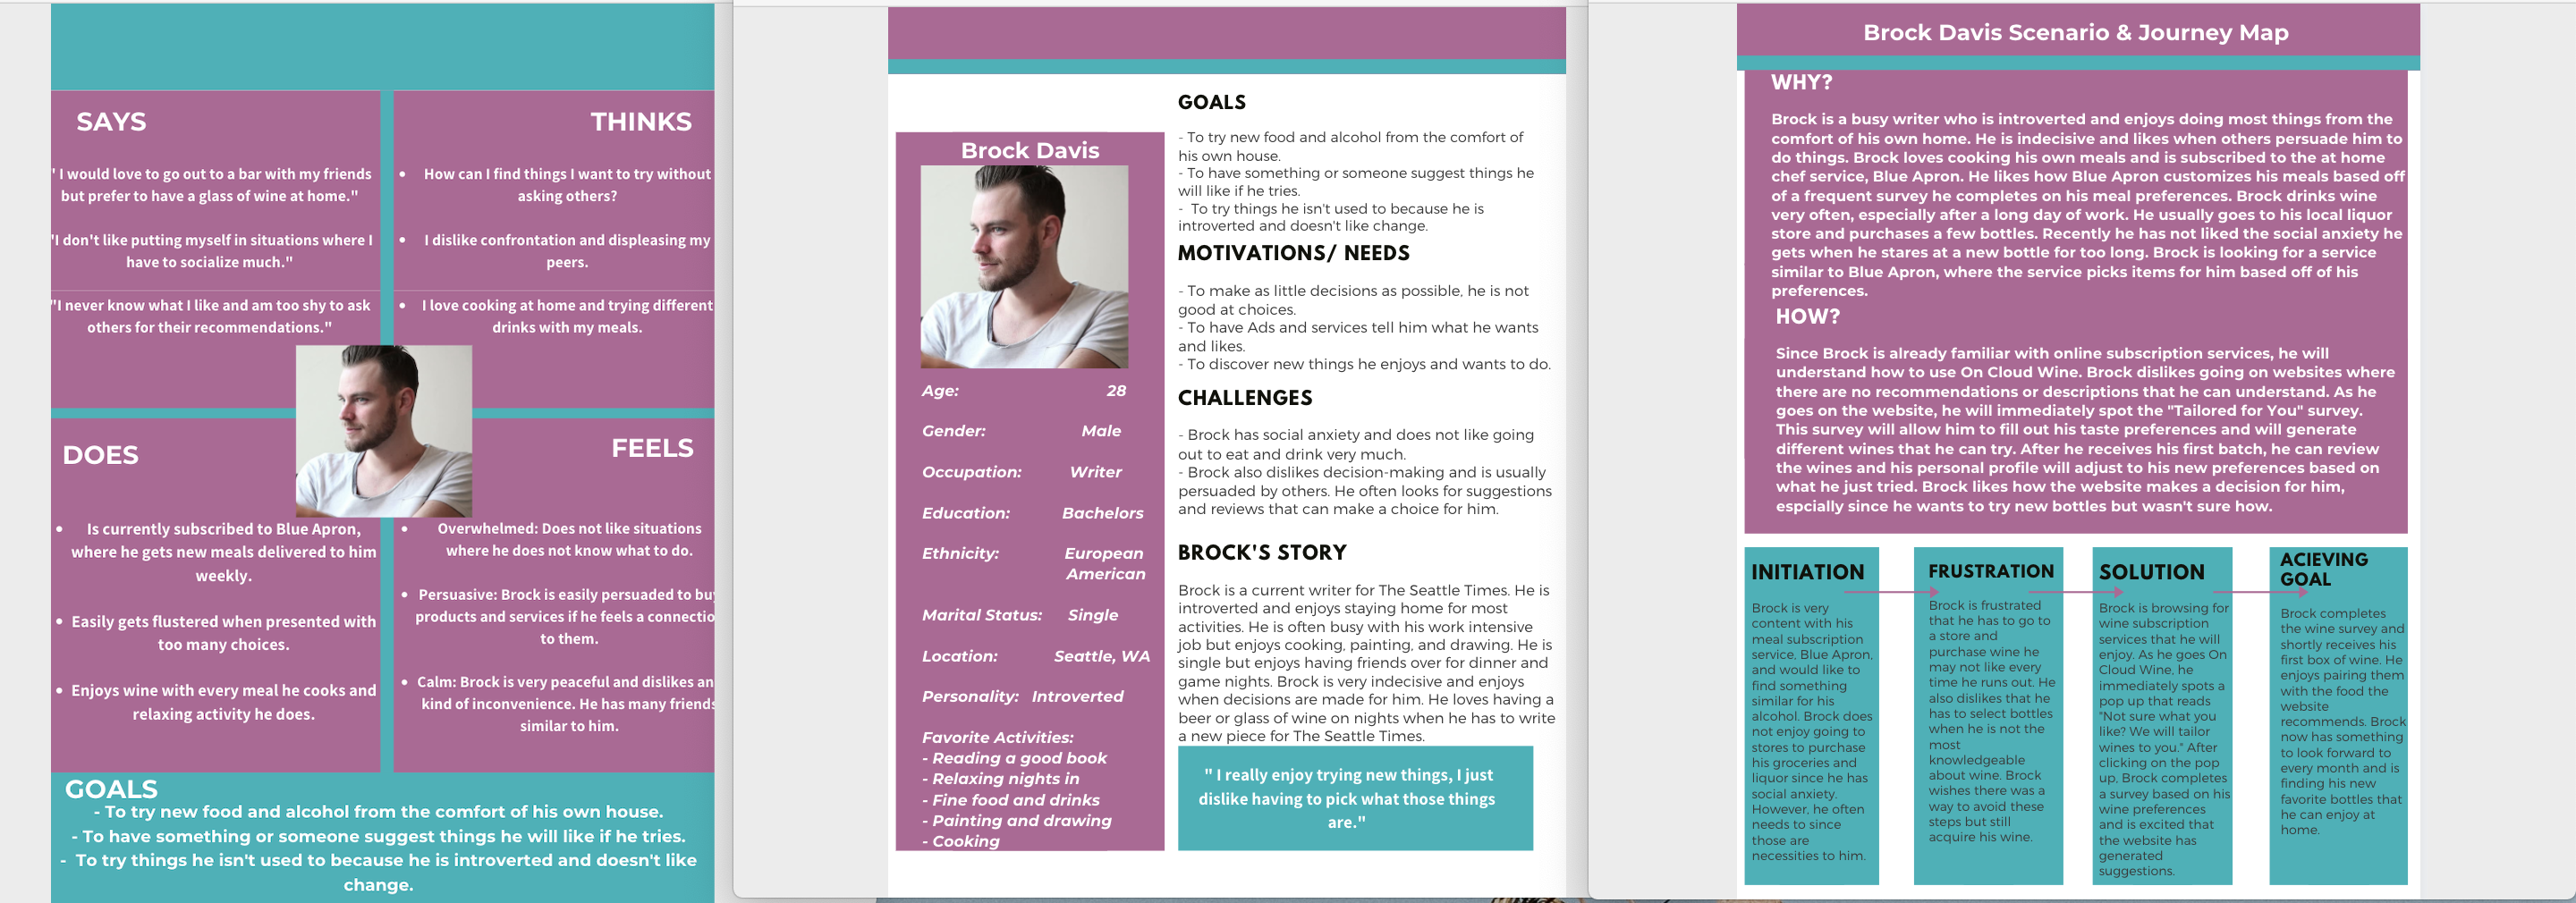 SAYS
" I would love to go out to a bar with my friends
but prefer to have a glass of wine at home."
"I don't like putting myself in situations where I
have to socialize much."
"I never know what I like and am too shy to ask
others for their recommendations."
THINKS
• How can I find things I want to try without
asking others?
• I dislike confrontation and displeasing my
peers.
• I love cooking at home and trying different
drinks with my meals.
DOES
• Is currently subscribed to Blue Apron,
where he gets new meals delivered to him
weekly.
• Easily gets flustered when presented with
too many choices.
• Enjoys wine with every meal he cooks and
relaxing activity he does.
FEELS
• Overwhelmed: Does not like situations
where he does not know what to do.
• Persuasive: Brock is easily persuaded to bu
products and services if he feels a connectio
to them.
• Calm: Brock is very peaceful and dislikes an
kind of inconvenience. He has many friends
similar to him.
GOALS
- To try new food and alcohol from the comfort of his own house.
- To have something or someone suggest things he will like if he tries.
- To try things he isn't used to because he is introverted and doesn't like
change.
Brock Davis
Age: 28
Gender: Male
Occupation: Writer
Education: Bachelors
Ethnicity: European
American
Marital Status: Single
Location: Seattle, WA
Personality: Introverted
Favorite Activities:
- Reading a good book
- Relaxing nights in
- Fine food and drinks
- Painting and drawing
- Cooking
GOALS
- To try new food and alcohol from the comfort of
his own house.
- To have something or someone suggest things he
will like if he tries.
- To try things he isn't used to because he is
introverted and doesn't like change.
MOTIVATIONS/ NEEDS
- To make as little decisions as possible, he is not
good at choices.
- To have Ads and services tell him what he wants
and likes.
- To discover new things he enjoys and wants to do.
CHALLENGES
- Brock has social anxiety and does not like going
out to eat and drink very much.
- Brock also dislikes decision-making and is usually
persuaded by others. He often looks for suggestions
and reviews that can make a choice for him.
BROCK'S STORY
Brock is a current writer for The Seattle Times. He is
introverted and enjoys staying home for most
activities. He is often busy with his work intensive
job but enjoys cooking, painting, and drawing. He is
single but enjoys having friends over for dinner and
game nights. Brock is very indecisive and enjoys
when decisions are made for him. He loves having a
beer or glass of wine on nights when he has to write
a new piece for The Seattle Times.
" I really enjoy trying new things, I just
dislike having to pick what those things
are."
Brock Davis Scenario & Journey Map
WHY?
Brock is a busy writer who is introverted and enjoys doing most things from the
comfort of his own home. He is indecisive and likes when others persuade him to
do things. Brock loves cooking his own meals and is subscribed to the at home
chef service, Blue Apron. He likes how Blue Apron customizes his meals based off
of a frequent survey he completes on his meal preferences. Brock drinks wine
very often, especially after a long day of work. He usually goes to his local liquor
store and purchases a few bottles. Recently he has not liked the social anxiety he
gets when he stares at a new bottle for too long. Brock is looking for a service
similar to Blue Apron, where the service picks items for him based off of his
preferences.
HOW?
Since Brock is already familiar with online subscription services, he will
understand how to use On Cloud Wine. Brock dislikes going on websites where
there are no recommendations or descriptions that he can understand. As he
goes on the website, he will immediately spot the "Tailored for You" survey.
This survey will allow him to fill out his taste preferences and will generate
different wines that he can try. After he receives his first batch, he can review
the wines and his personal profile will adjust to his new preferences based on
what he just tried. Brock likes how the website makes a decision for him,
espcially since he wants to try new bottles but wasn't sure how.
INITIATION
Brock is very
content with his
meal subscription
service, Blue Apron,
and would like to
find something
similar for his
alcohol. Brock does
not enjoy going to
stores to purchase
his groceries and
liquor since he has
social anxiety.
However, he often
needs to since
those are
necessities to him.
FRUSTRATION
Brock is frustrated
that he has to go to
a store and
purchase wine he
may not like every
time he runs out. He
also dislikes that he
has to select bottles
when he is not the
most
knowledgeable
about wine. Brock
wishes there was a
way to avoid these
steps but still
acquire his wine.
SOLUTION
Brock is browsing for
wine subscription
services that he will
enjoy. As he goes On
Cloud Wine, he
immediately spots a
pop up that reads
"Not sure what you
like? We will tailor
wines to you." After
clicking on the pop
up, Brock completes
a survey based on his
wine preferences
and is excited that
the website has
generated
suggestions.
ACIEVING
GOAL
Brock completes
the wine survey and
shortly receives his
first box of wine. He
enjoys pairing them
with the food the
website
recommends. Brock
now has something
to look forward to
every month and is
finding his new
favorite bottles that
he can enjoy at
home.